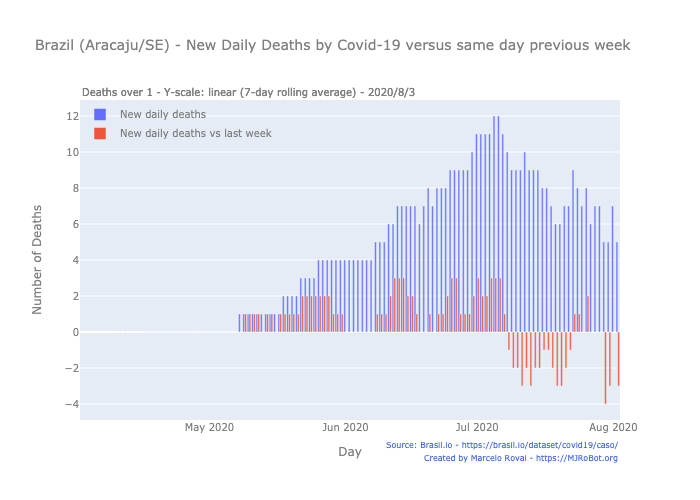 Brazil (Aracaju/SE) - New Daily Deaths by Covid-19 versus same day previous week
Deaths over 1 - Y-scale: linear (7-day rolling average) - 2020/8/3
New daily deaths
New daily deaths vs last week
12
10
8
6
4
2
0
−2
−4
Number of Deaths
May 2020
Jun 2020
Jul 2020
Aug 2020
Day
Source: Brasil.io - https://brasil.io/dataset/covid19/caso/
Created by Marcelo Rovai - https://MJRoBot.org